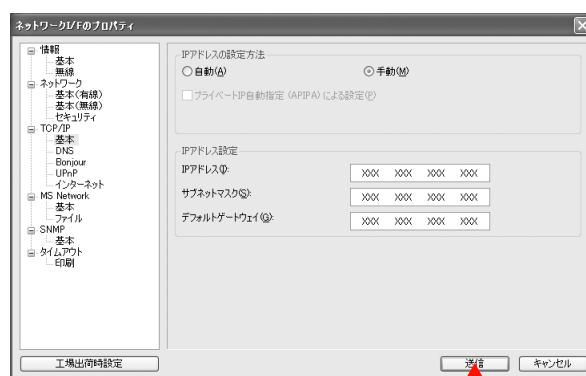 ネットワークI/Fのプロパティ
情報
基本
無線
ネットワーク
基本(有線)
基本(無線)
セキュリティ
TCP/IP
基本
DNS
Bonjour
UPnP
インターネット
MS Network
基本
ファイル
SNMP
基本
タイムアウト
印刷
IPアドレスの設定方法
自動(A)
手動(M)
プライベートIP自動指定 (APIPA) による設定(P)
IPアドレス設定
IPアドレス(I):
XXX XXX XXX XXX
サブネットマスク(S):
XXX XXX XXX XXX
デフォルトゲートウェイ(G):
XXX XXX XXX XXX
工場出荷時設定
送信
キャンセル